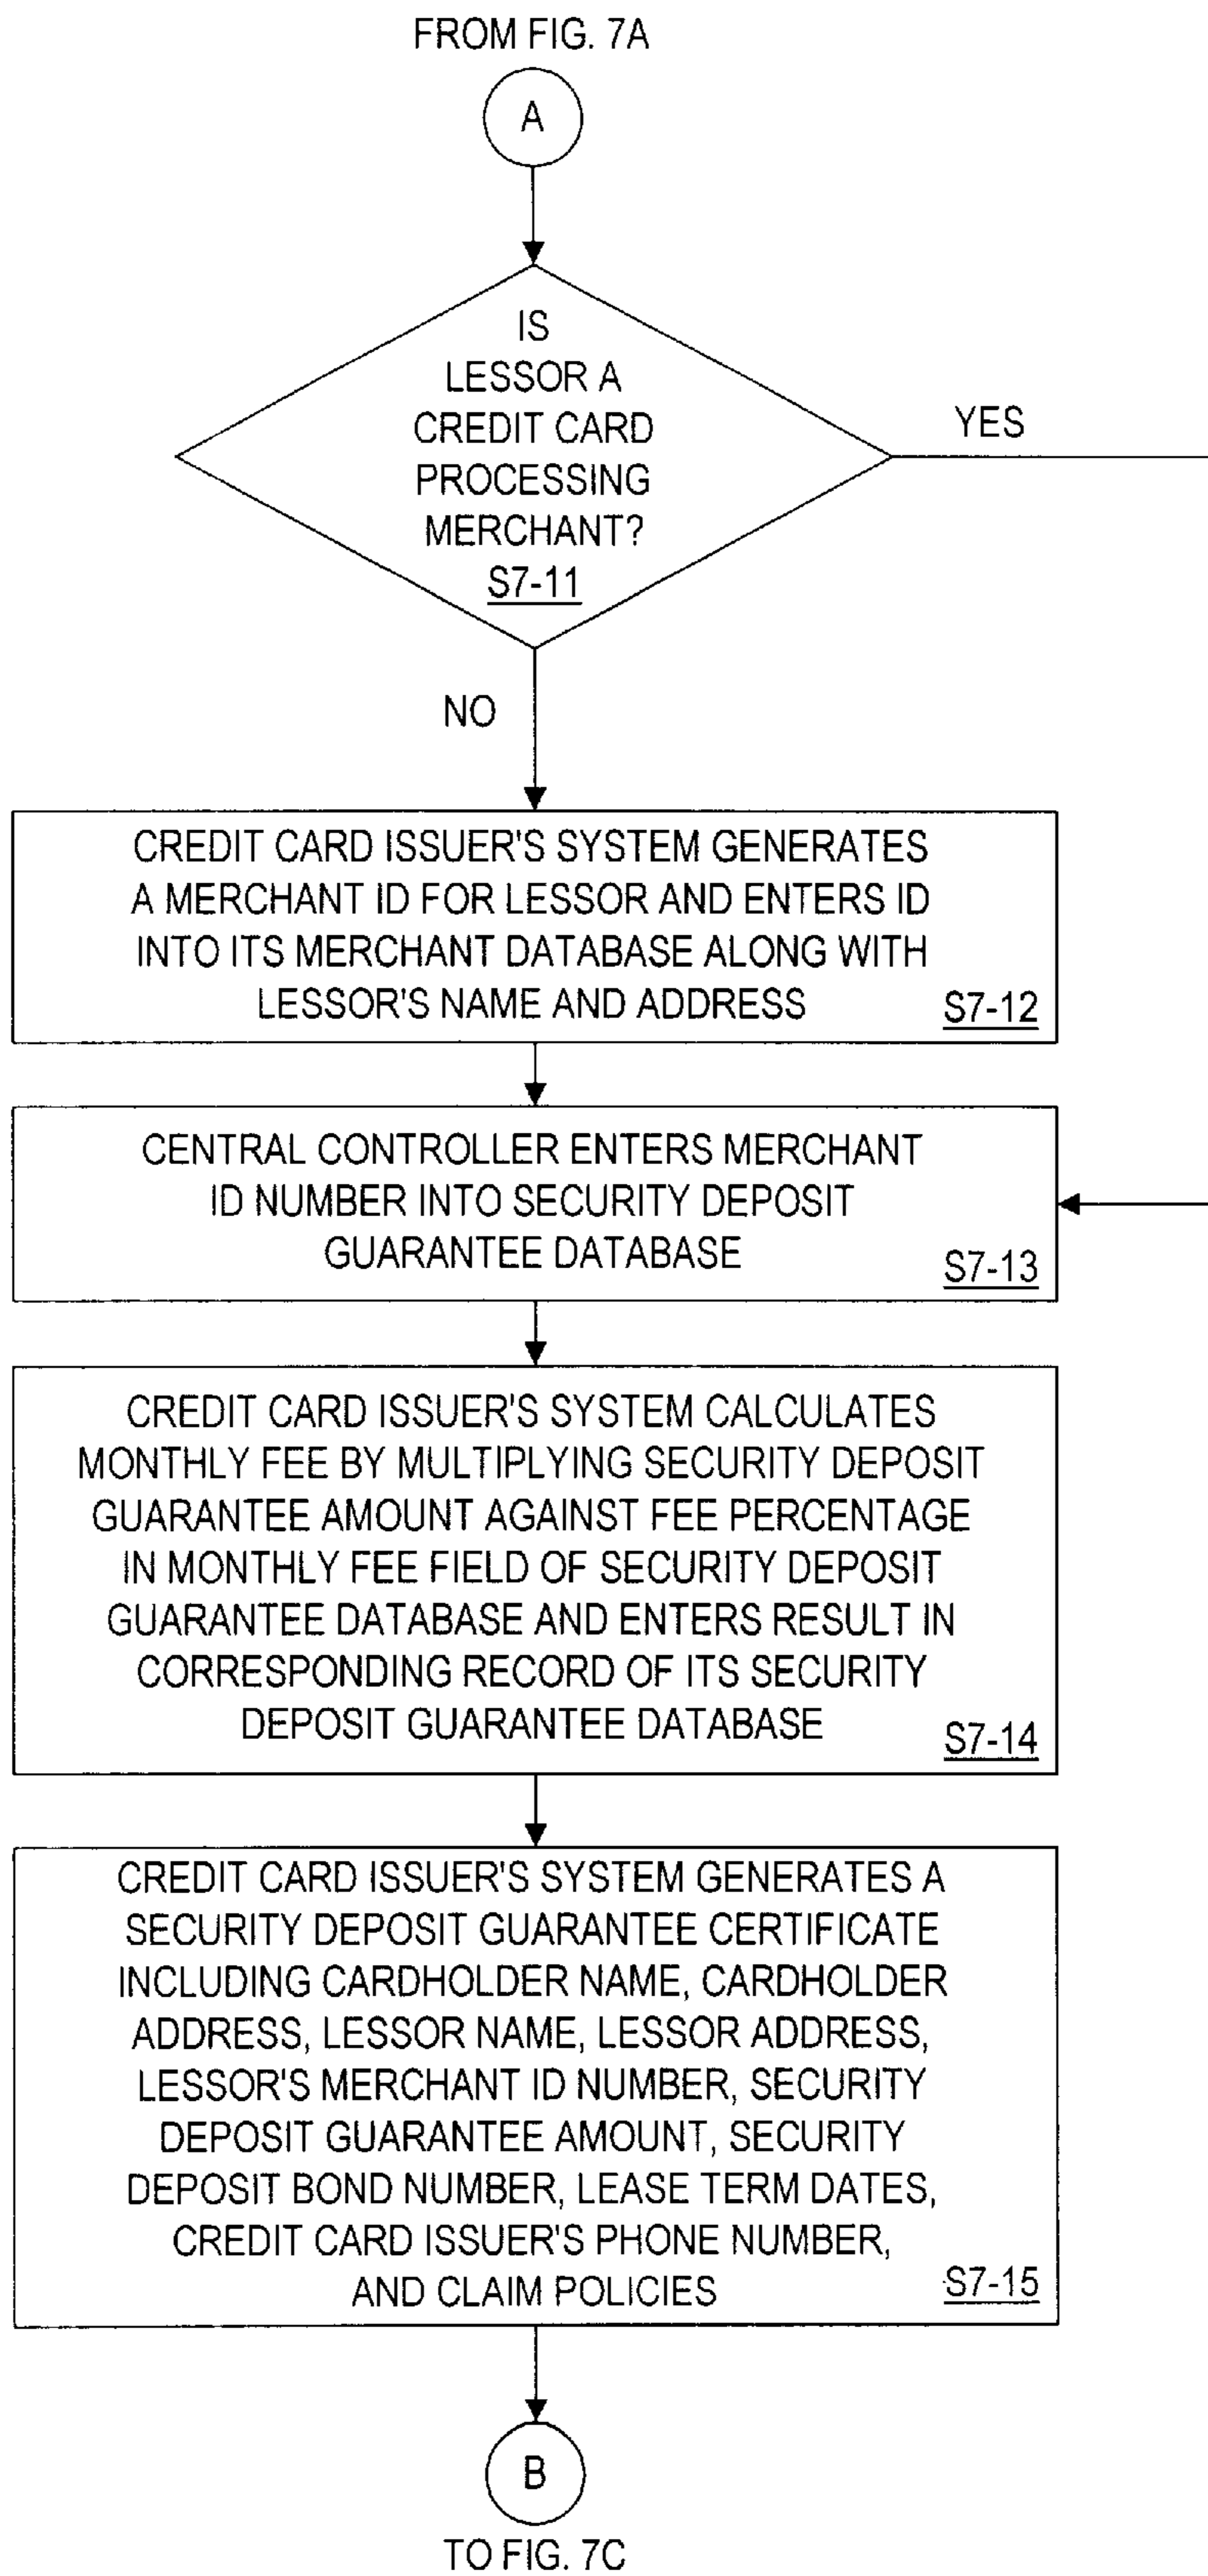 FROM FIG. 7A
A
IS
LESSOR A
CREDIT CARD
PROCESSING
MERCHANT?
S7-11
YES
NO
CREDIT CARD ISSUER'S SYSTEM GENERATES
A MERCHANT ID FOR LESSOR AND ENTERS ID
INTO ITS MERCHANT DATABASE ALONG WITH
LESSOR'S NAME AND ADDRESS
S7-12
CENTRAL CONTROLLER ENTERS MERCHANT
ID NUMBER INTO SECURITY DEPOSIT
GUARANTEE DATABASE
S7-13
CREDIT CARD ISSUER'S SYSTEM CALCULATES
MONTHLY FEE BY MULTIPLYING SECURITY DEPOSIT
GUARANTEE AMOUNT AGAINST FEE PERCENTAGE
IN MONTHLY FEE FIELD OF SECURITY DEPOSIT
GUARANTEE DATABASE AND ENTERS RESULT IN
CORRESPONDING RECORD OF ITS SECURITY
DEPOSIT GUARANTEE DATABASE
S7-14
CREDIT CARD ISSUER'S SYSTEM GENERATES A
SECURITY DEPOSIT GUARANTEE CERTIFICATE
INCLUDING CARDHOLDER NAME, CARDHOLDER
ADDRESS, LESSOR NAME, LESSOR ADDRESS,
LESSOR'S MERCHANT ID NUMBER, SECURITY
DEPOSIT GUARANTEE AMOUNT, SECURITY
DEPOSIT BOND NUMBER, LEASE TERM DATES,
CREDIT CARD ISSUER'S PHONE NUMBER,
AND CLAIM POLICIES
S7-15
B
TO FIG. 7C